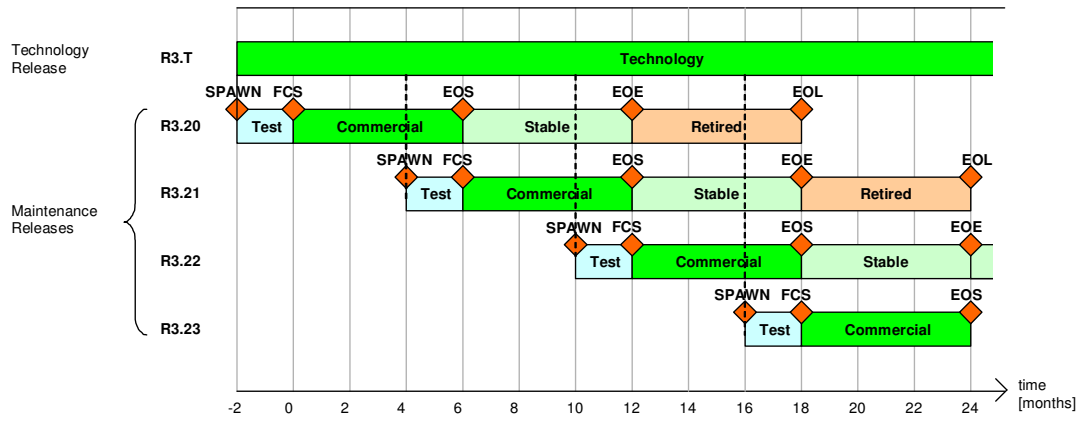 Technology
Release
R3.T
Technology
SPAWN FCS EOS EOE EOL
R3.20
Test Commercial Stable Retired
SPAWN FCS EOS EOE EOL
R3.21
Test Commercial Stable Retired
Maintenance
Releases
SPAWN FCS EOS EOE
R3.22
Test Commercial Stable
SPAWN FCS EOS
R3.23
Test Commercial
time
[months]
-2 0 2 4 6 8 10 12 14 16 18 20 22 24